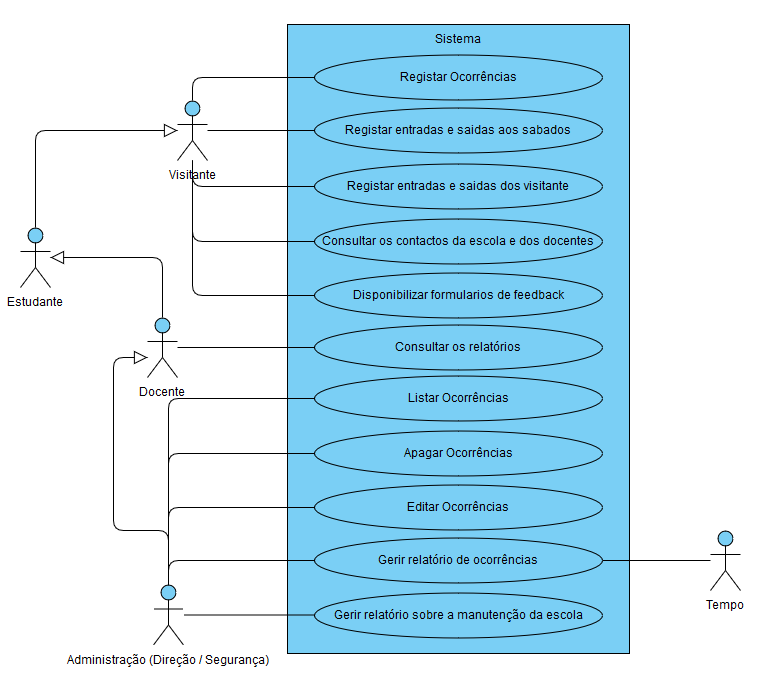 Sistema
Registar Ocorrências
Registar entradas e saidas aos sabados
Visitante
Registar entradas e saidas dos visitante
Consultar os contactos da escola e dos docentes
Estudante
Disponibilizar formularios de feedback
Consultar os relatórios
Docente
Listar Ocorrências
Apagar Ocorrências
Editar Ocorrências
Gerir relatório de ocorrências
Tempo
Gerir relatório sobre a manutenção da escola
Administração (Direção / Segurança)